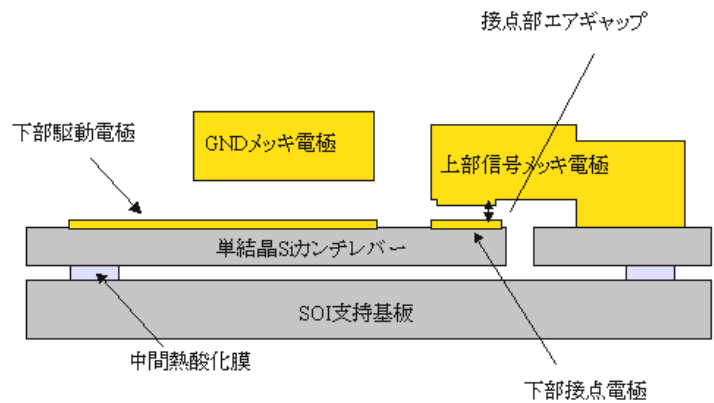 接点部エアギャップ
下部駆動電極
GNDメッキ電極
上部信号メッキ電極
単結晶Siカンチレバー
SOI支持基板
中間熱酸化膜
下部接点電極